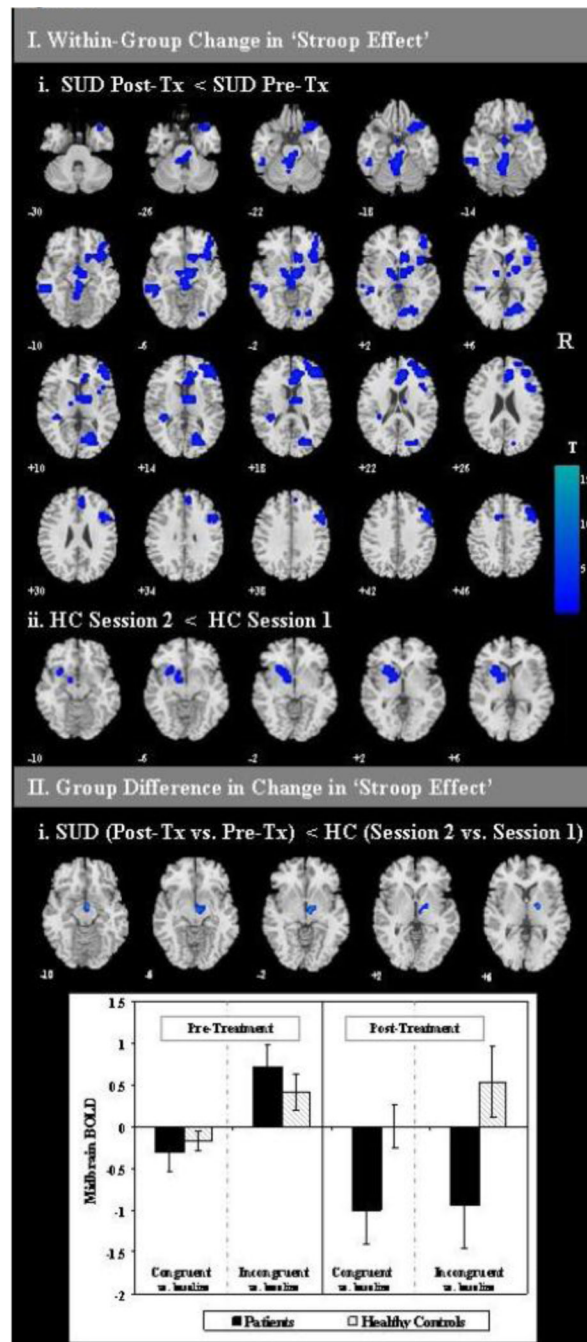 I. Within-Group Change in ‘Stroop Effect’
i. SUD Post-Tx < SUD Pre-Tx
-30 -26 -22 -18 -14
-10 -6 -2 +2 +6
R
+10 +14 +18 +22 +26
T
15
10
5
+30 +34 +38 +42 +46
ii. HC Session 2 < HC Session 1
-10 -6 -2 +2 +6
II. Group Difference in Change in ‘Stroop Effect’
i. SUD (Post-Tx vs. Pre-Tx) < HC (Session 2 vs. Session 1)
-10 -6 -2 +2 +6
1.5
Pre-Treatment Post-Treatment
1
0.5
0
-0.5
-1
-1.5
-2
Midbrain BOLD
Congruent Incongruent Congruent Incongruent
vs. baseline vs. baseline vs. baseline vs. baseline
Patients Healthy Controls